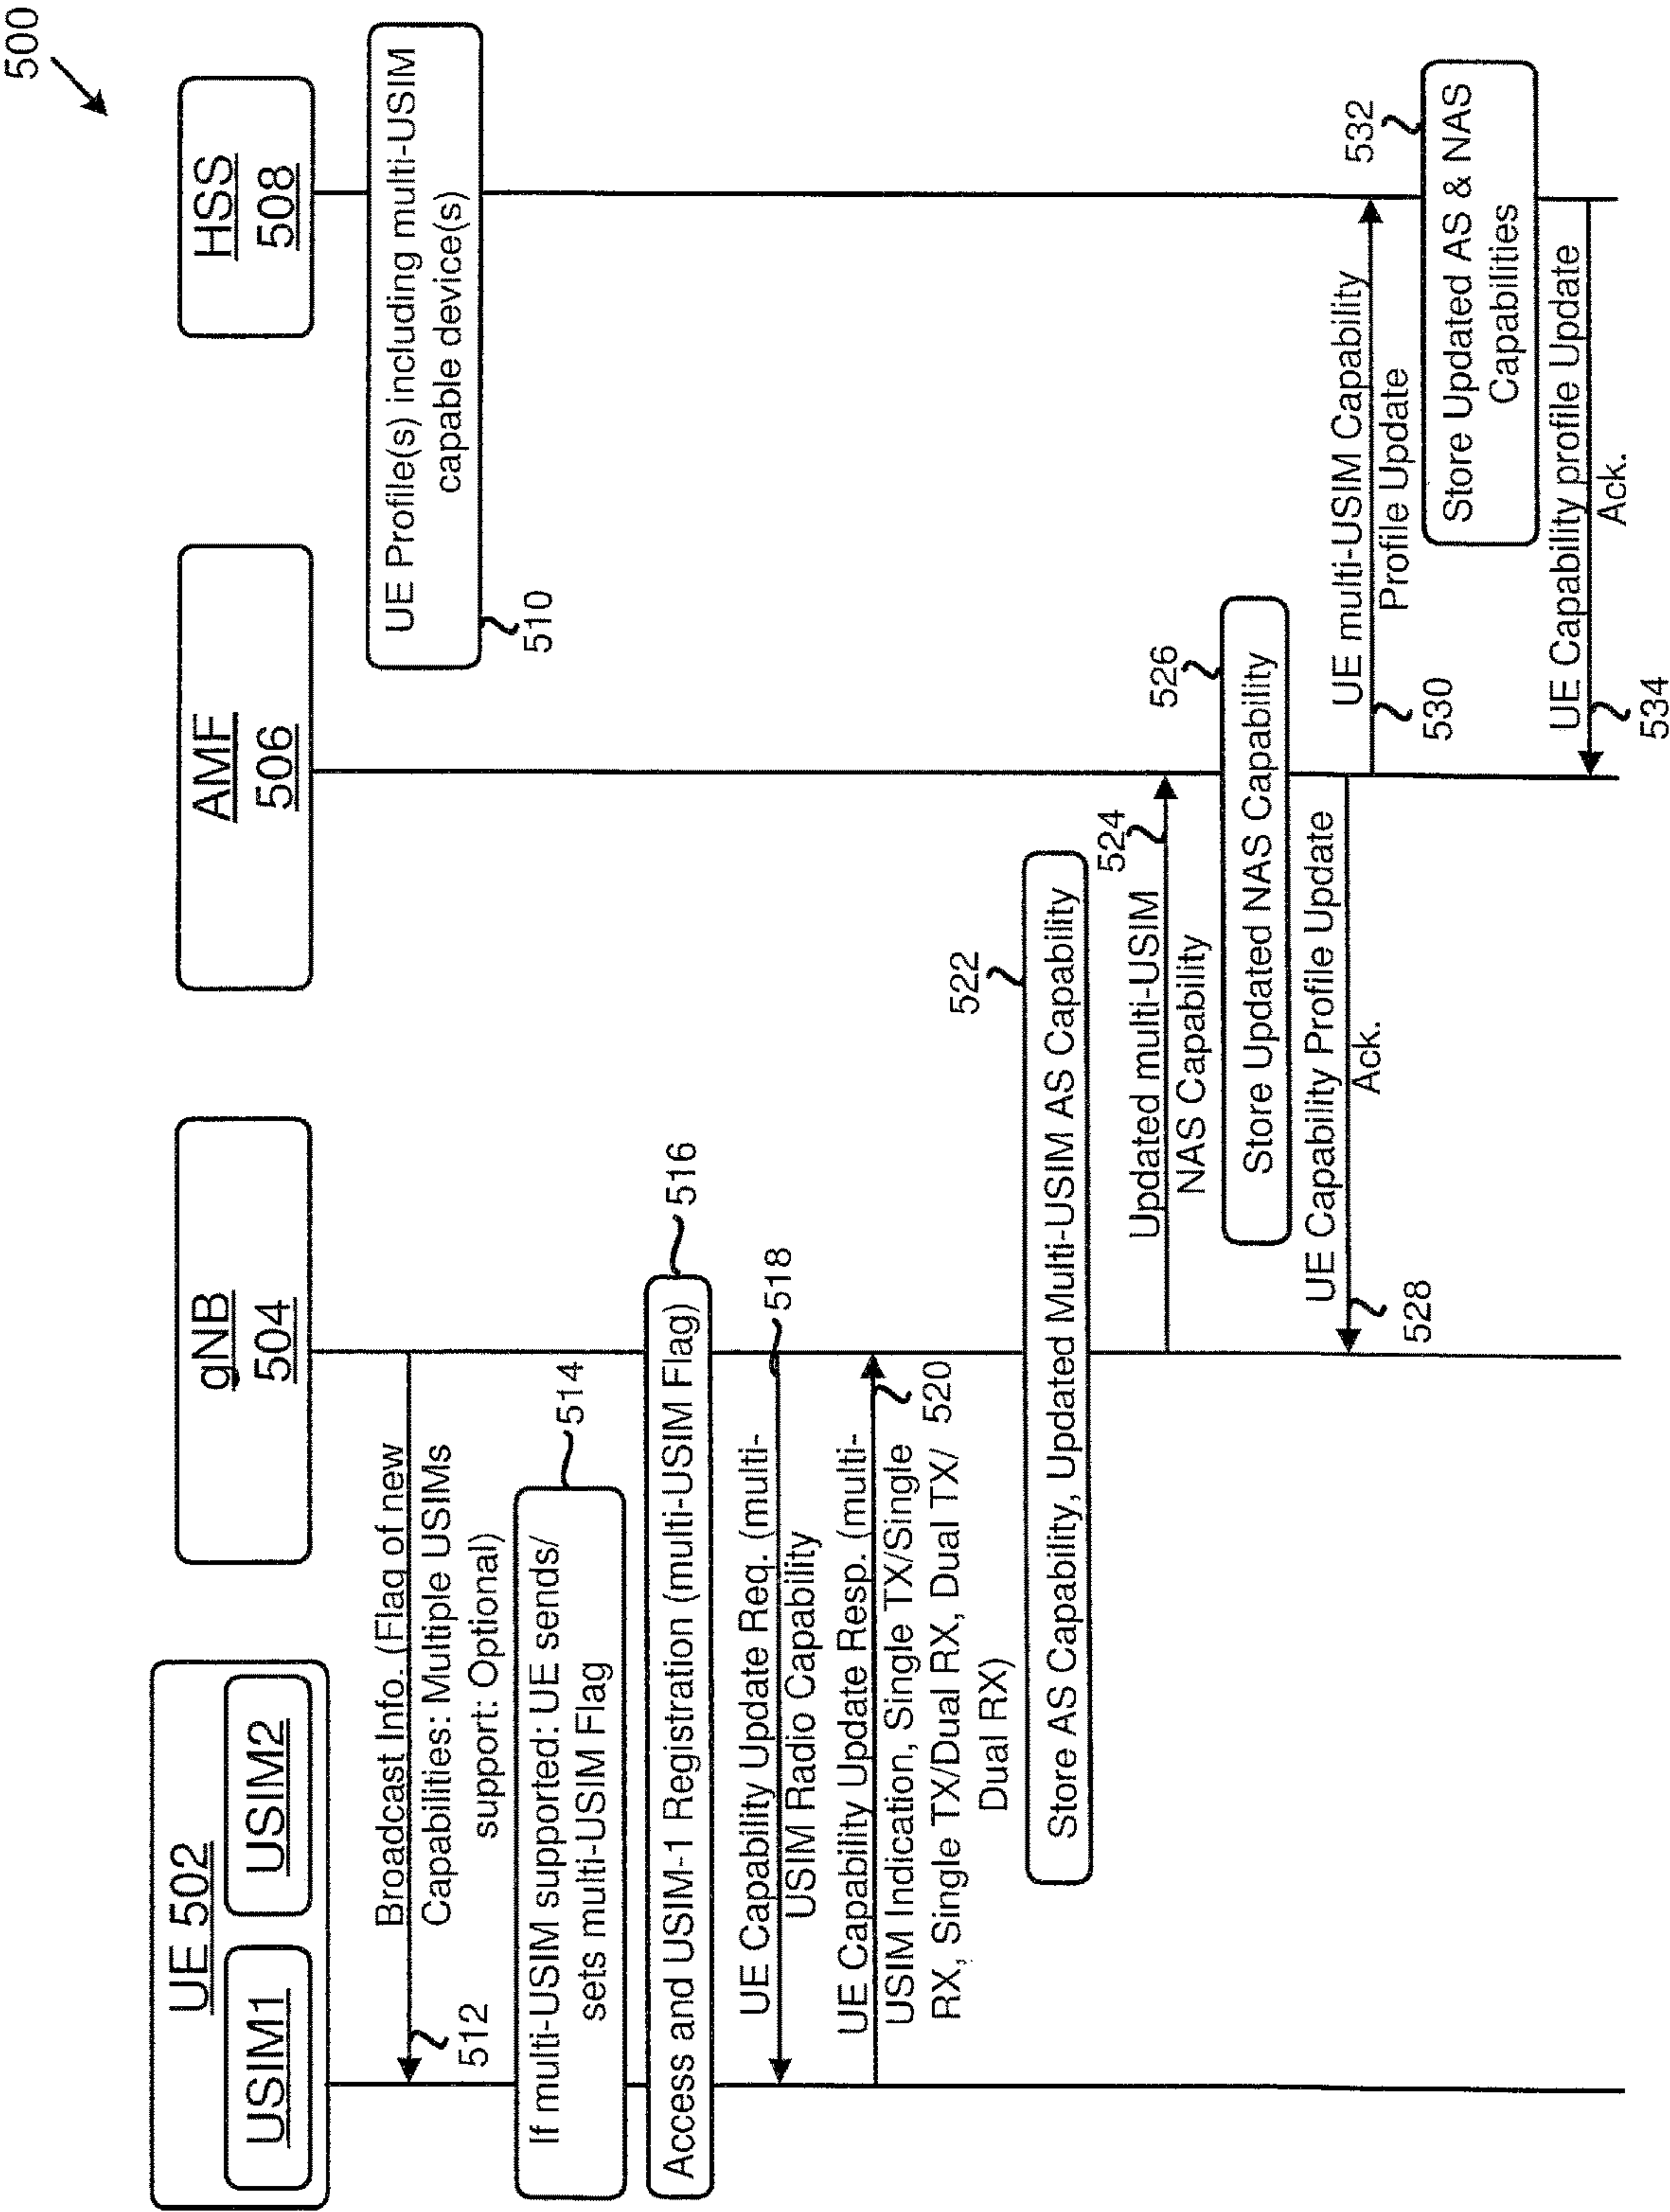 500
UE 502
USIM1
USIM2
gNB
504
AMF
506
HSS
508
UE Profile(s) including multi-USIM
capable device(s)
510
Broadcast Info. (Flag of new
Capabilities: Multiple USIMs
support: Optional)
512
If multi-USIM supported: UE sends/
sets multi-USIM Flag
514
Access and USIM-1 Registration (multi-USIM Flag)
516
UE Capability Update Req. (multi-
USIM Radio Capability
518
UE Capability Update Resp. (multi-
USIM Indication, Single TX/Single
RX, Single TX/Dual RX, Dual TX/
Dual RX)
520
Store AS Capability, Updated Multi-USIM AS Capability
522
Updated multi-USIM
NAS Capability
524
Store Updated NAS Capability
526
UE Capability Profile Update
Ack.
528
UE multi-USIM Capability
Profile Update
530
Store Updated AS & NAS
Capabilities
532
UE Capability profile Update
Ack.
534